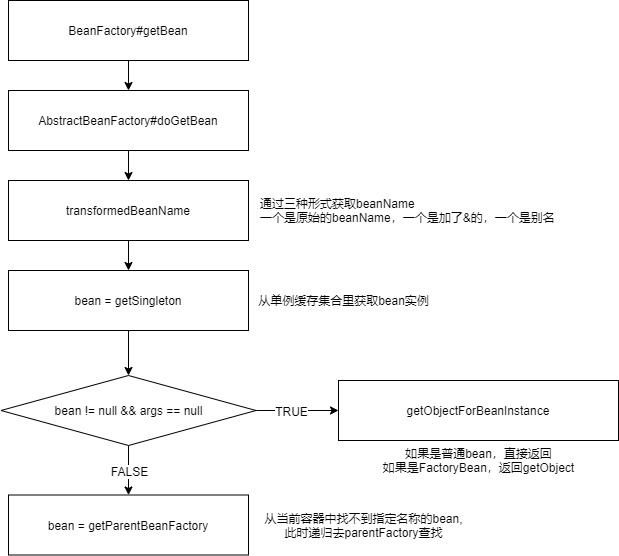 BeanFactory#getBean
AbstractBeanFactory#doGetBean
transformedBeanName
通过三种形式获取beanName
一个是原始的beanName，一个是加了&的，一个是别名
bean = getSingleton
从单例缓存集合里获取bean实例
bean != null && args == null
TRUE
getObjectForBeanInstance
如果是普通bean，直接返回
如果是FactoryBean，返回getObject
FALSE
bean = getParentBeanFactory
从当前容器中找不到指定名称的bean，
此时递归去parentFactory查找